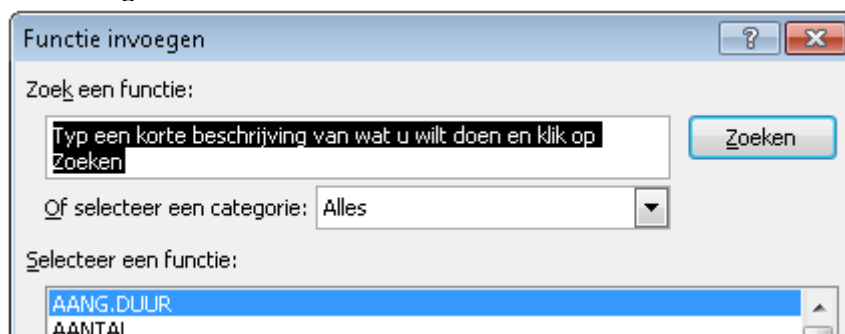 Functie invoegen
Zoek een functie:
Typ een korte beschrijving van wat u wilt doen en klik op
Zoeken
Zoeken
Of selecteer een categorie: Alles
Selecteer een functie:
AANG.DUUR
AANTAL